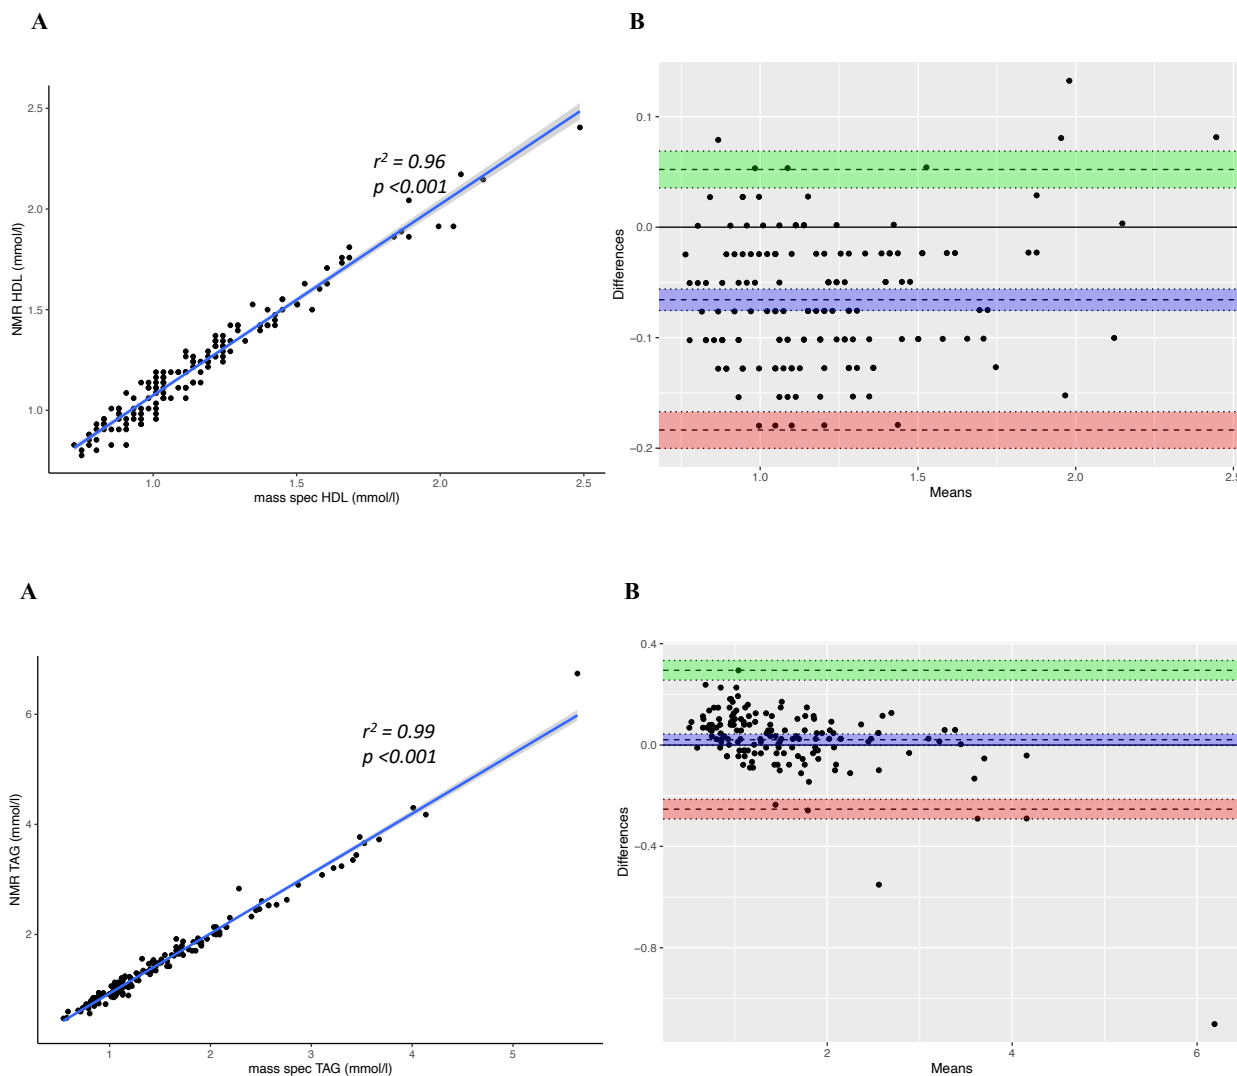 A
B
r² = 0.96
p <0.001
NMR HDL (mmol/l)
2.5
2.0
1.5
1.0
1.0
1.5
2.0
2.5
mass spec HDL (mmol/l)
Differences
0.1
0.0
−0.1
−0.2
1.0
1.5
2.0
2.5
Means
A
B
r² = 0.99
p <0.001
NMR TAG (mmol/l)
6
4
2
1
2
3
4
5
mass spec TAG (mmol/l)
Differences
0.4
0.0
−0.4
−0.8
2
4
6
Means